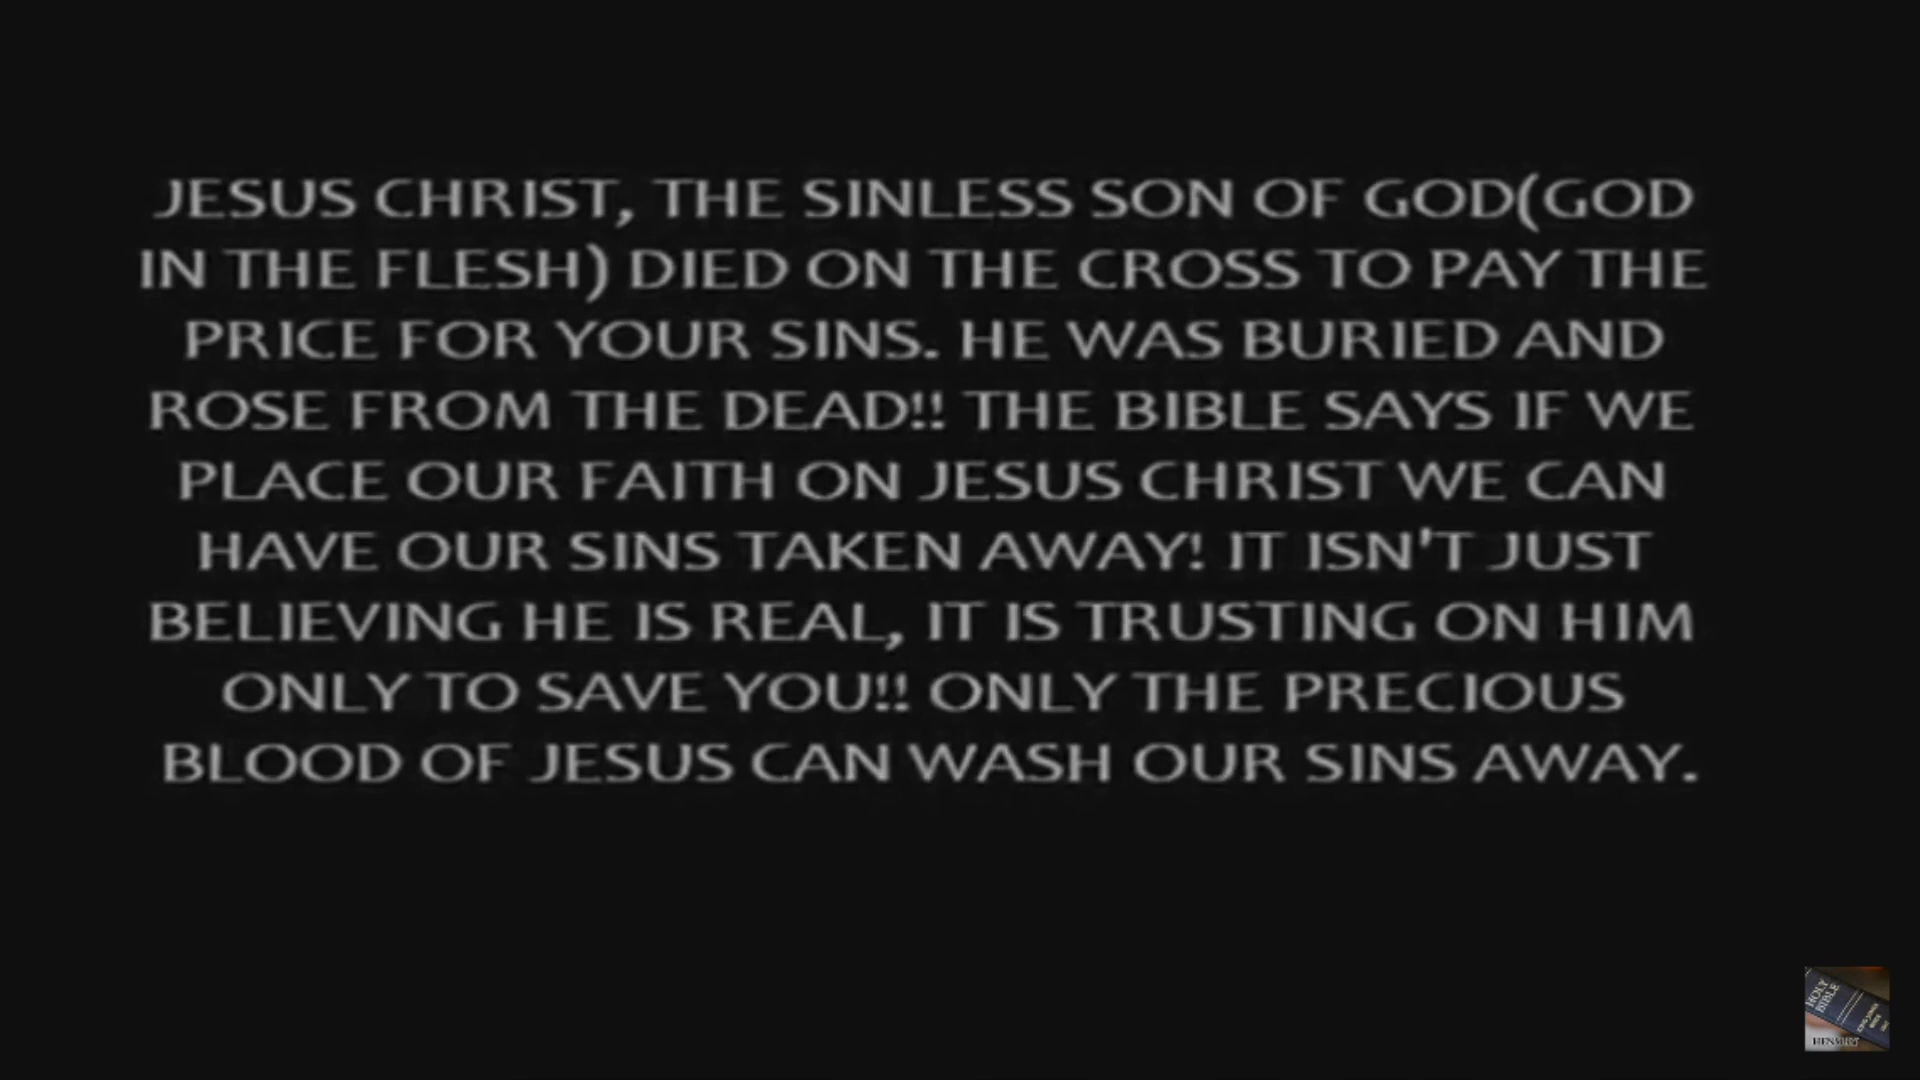 JESUS CHRIST, THE SINLESS SON OF GOD(GOD
IN THE FLESH) DIED ON THE CROSS TO PAY THE
PRICE FOR YOUR SINS. HE WAS BURIED AND
ROSE FROM THE DEAD!! THE BIBLE SAYS IF WE
PLACE OUR FAITH ON JESUS CHRIST WE CAN
HAVE OUR SINS TAKEN AWAY! IT ISN'T JUST
BELIEVING HE IS REAL, IT IS TRUSTING ON HIM
ONLY TO SAVE YOU!! ONLY THE PRECIOUS
BLOOD OF JESUS CAN WASH OUR SINS AWAY.
HOLY
BIBLE